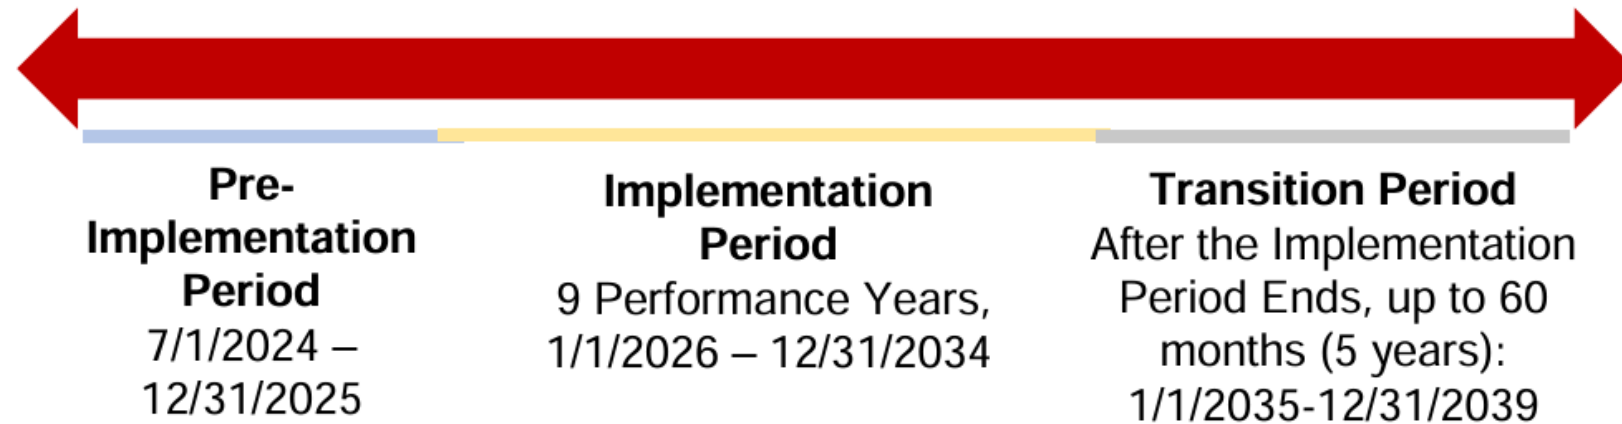 Pre-
Implementation
Period
7/1/2024 –
12/31/2025
Implementation
Period
9 Performance Years,
1/1/2026 – 12/31/2034
Transition Period
After the Implementation
Period Ends, up to 60
months (5 years):
1/1/2035-12/31/2039